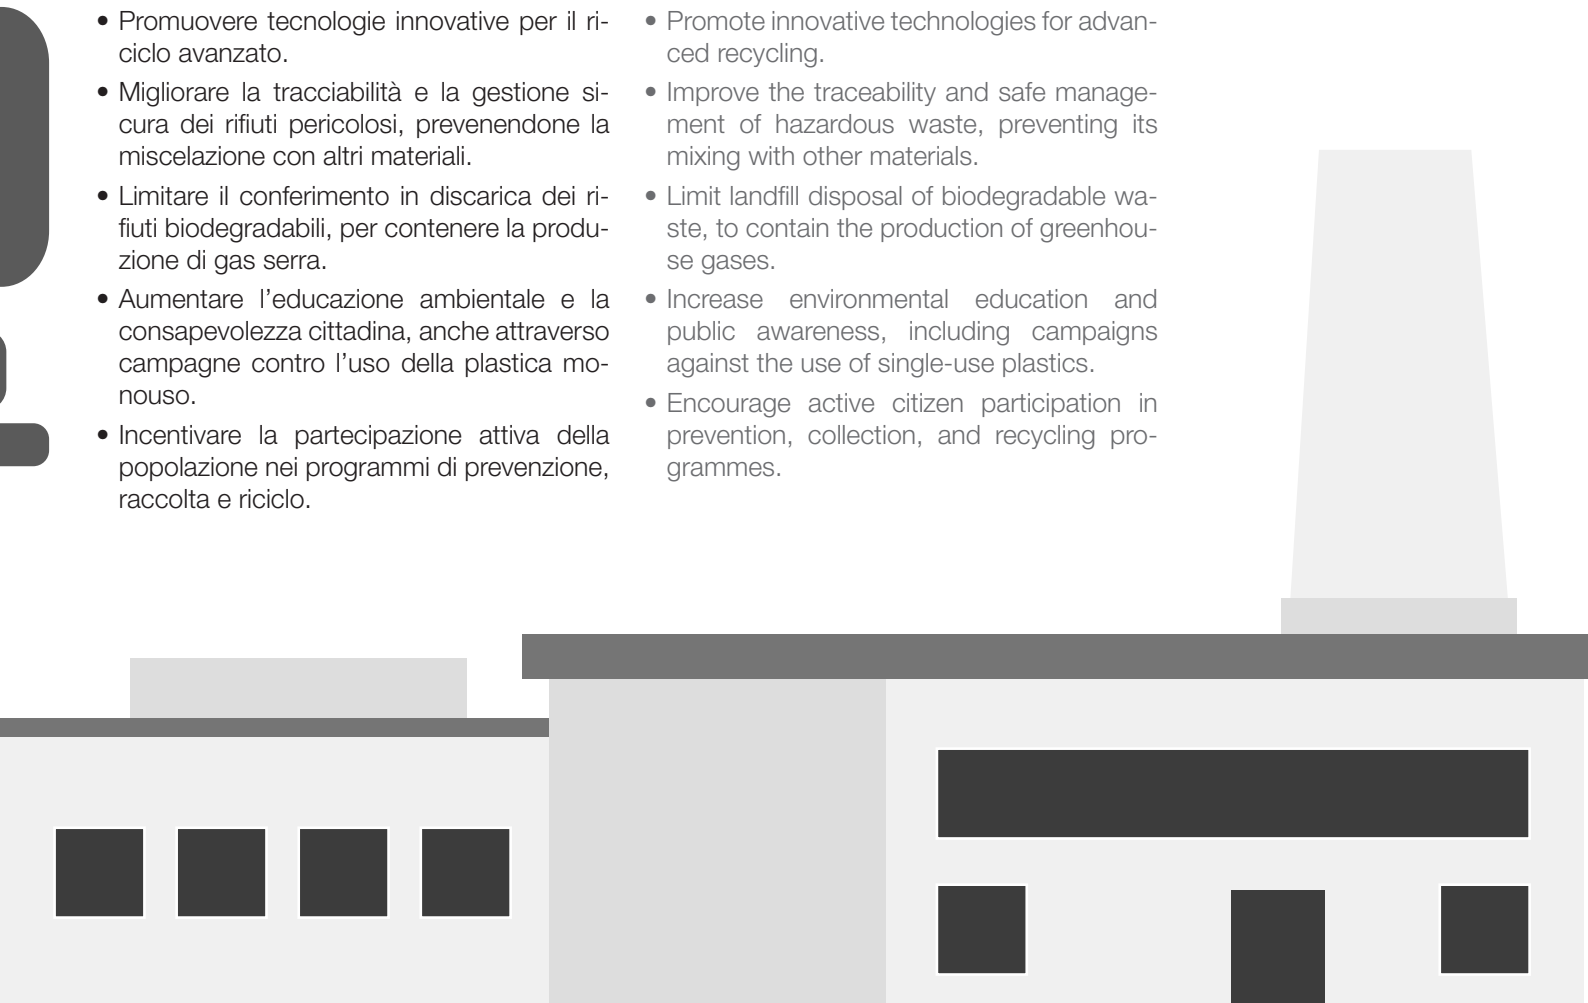 • Promuovere tecnologie innovative per il ri-
ciclo avanzato.
• Migliorare la tracciabilità e la gestione si-
cura dei rifiuti pericolosi, prevenendone la
miscelazione con altri materiali.
• Limitare il conferimento in discarica dei ri-
fiuti biodegradabili, per contenere la produ-
zione di gas serra.
• Aumentare l’educazione ambientale e la
consapevolezza cittadina, anche attraverso
campagne contro l’uso della plastica mo-
nouso.
• Incentivare la partecipazione attiva della
popolazione nei programmi di prevenzione,
raccolta e riciclo.
• Promote innovative technologies for advan-
ced recycling.
• Improve the traceability and safe manage-
ment of hazardous waste, preventing its
mixing with other materials.
• Limit landfill disposal of biodegradable wa-
ste, to contain the production of greenhou-
se gases.
• Increase environmental education and
public awareness, including campaigns
against the use of single-use plastics.
• Encourage active citizen participation in
prevention, collection, and recycling pro-
grammes.